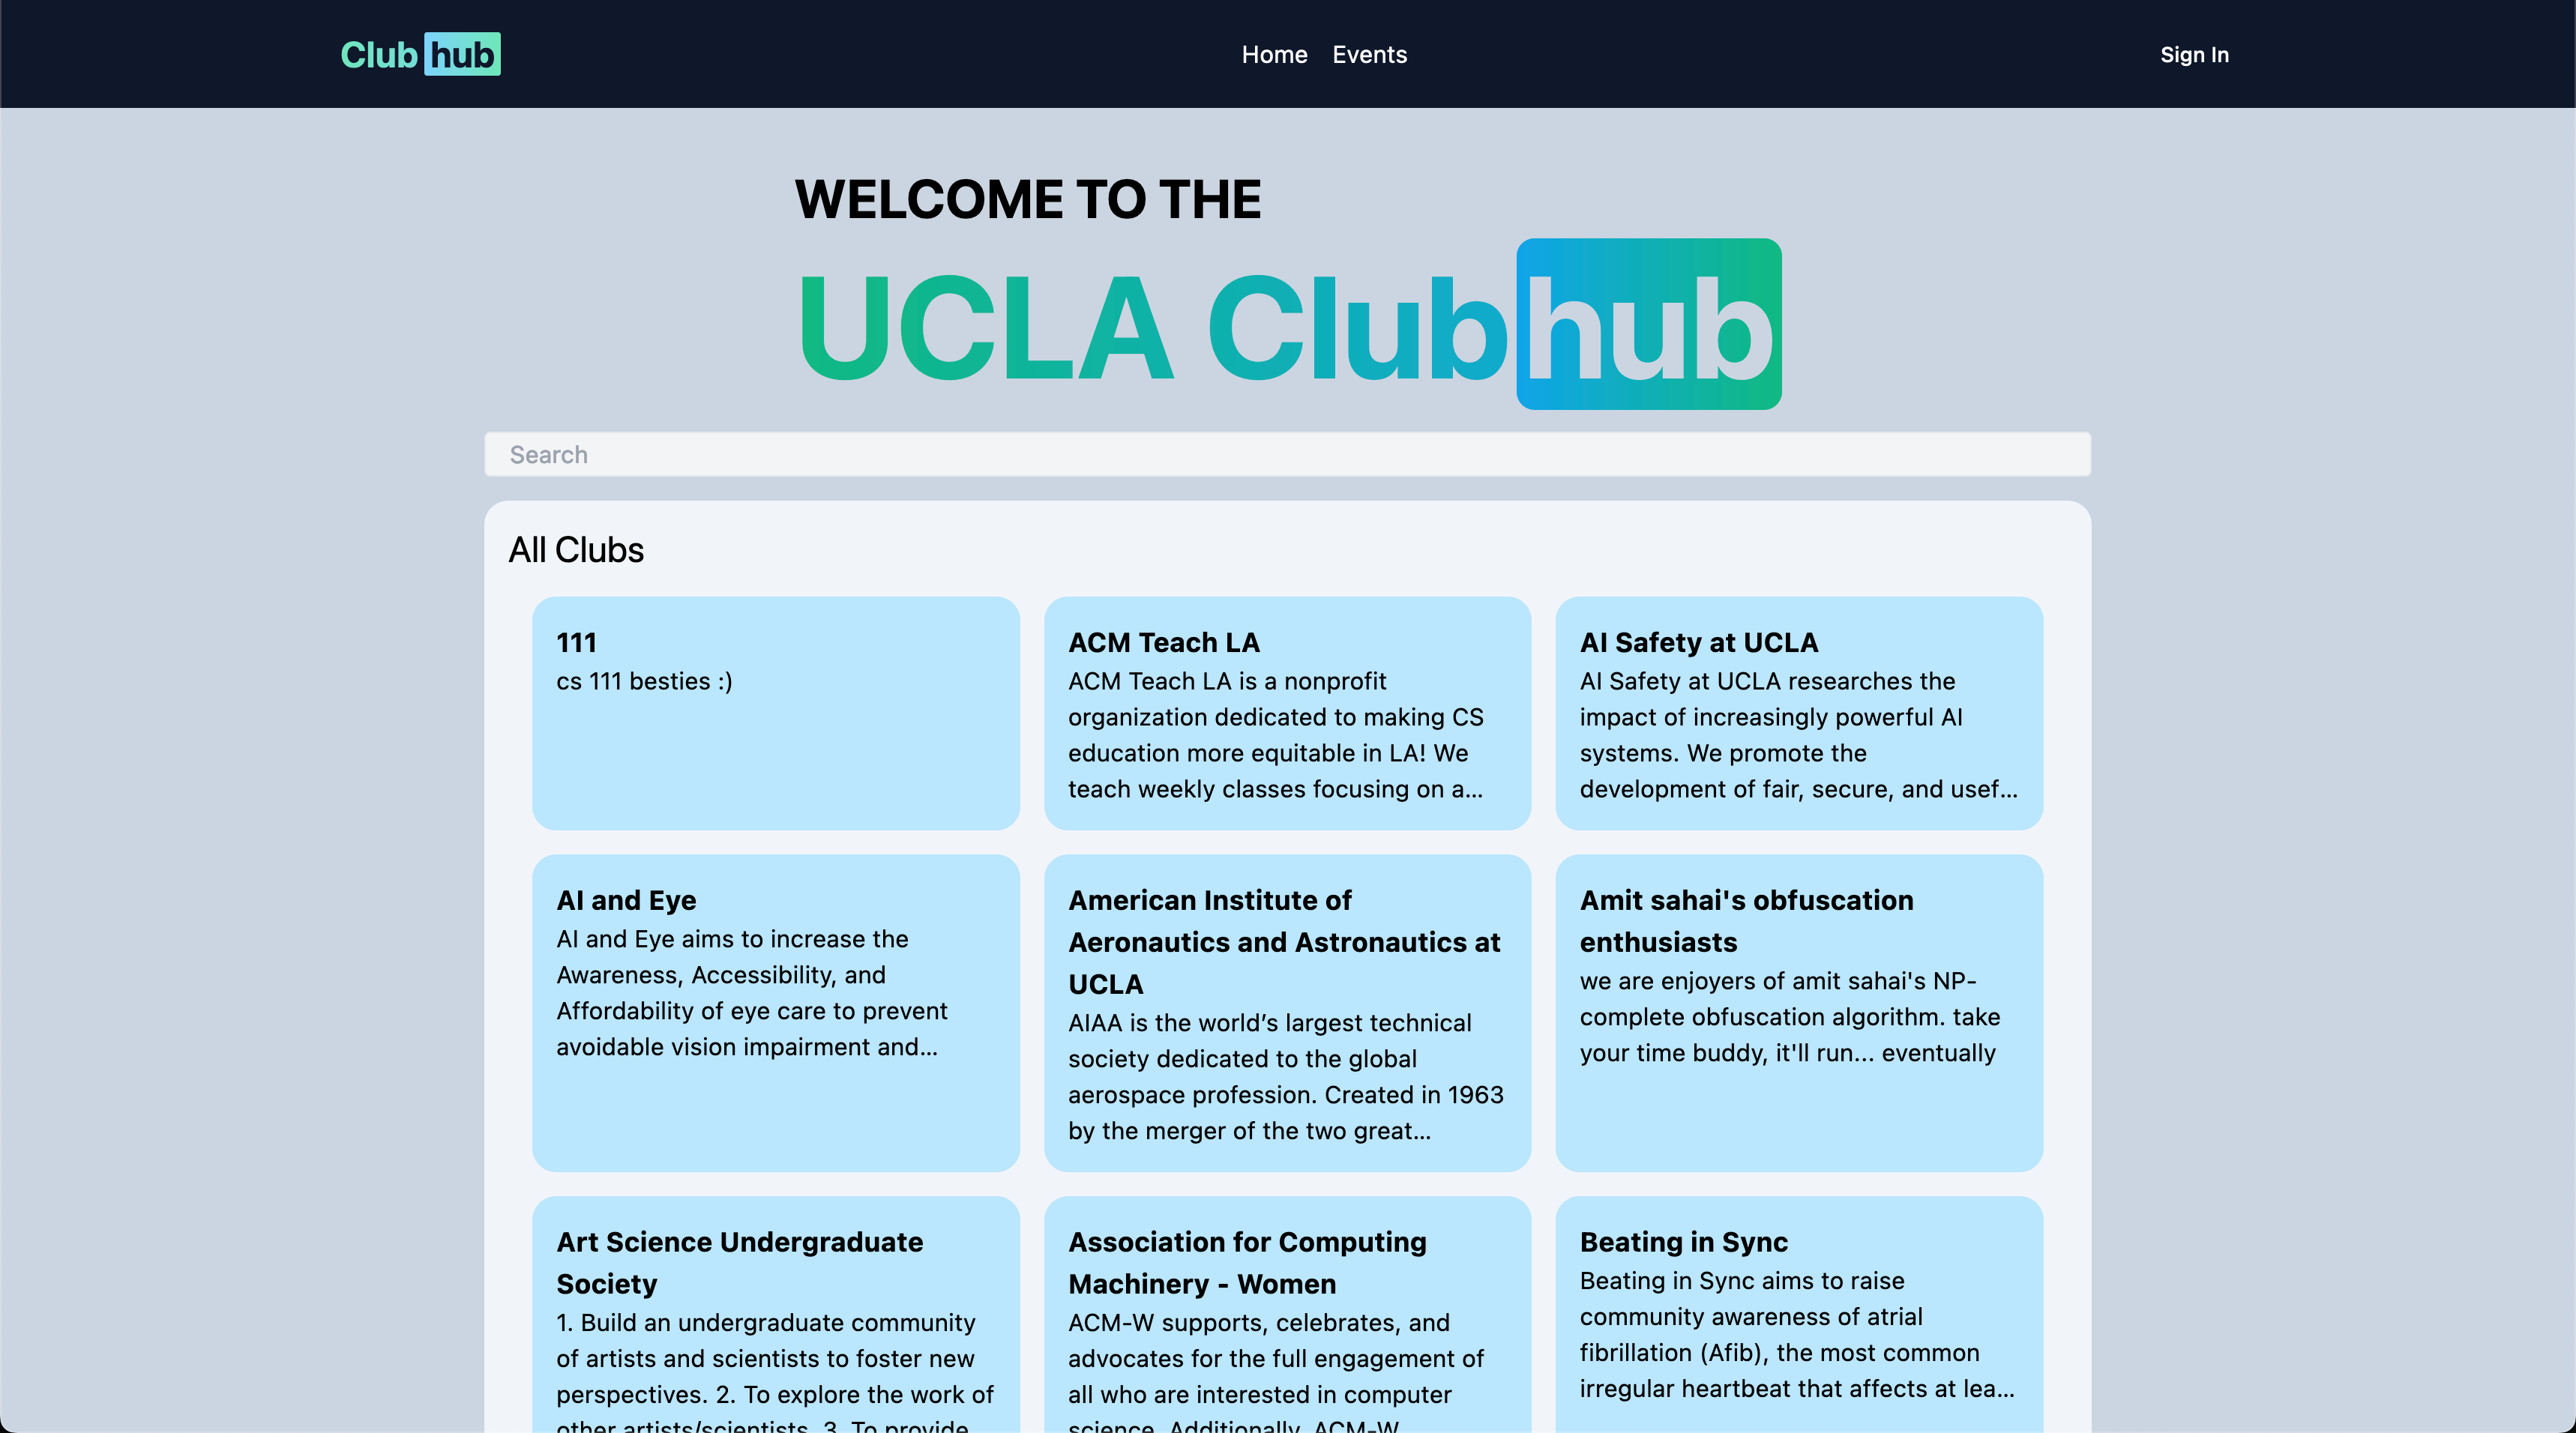 Club hub
Home Events
Sign In
WELCOME TO THE
UCLA Clubhub
Search
All Clubs
111
cs 111 besties :)
ACM Teach LA
ACM Teach LA is a nonprofit
organization dedicated to making CS
education more equitable in LA! We
teach weekly classes focusing on a...
AI Safety at UCLA
AI Safety at UCLA researches the
impact of increasingly powerful AI
systems. We promote the
development of fair, secure, and usef...
AI and Eye
AI and Eye aims to increase the
Awareness, Accessibility, and
Affordability of eye care to prevent
avoidable vision impairment and...
American Institute of
Aeronautics and Astronautics at
UCLA
AIAA is the world’s largest technical
society dedicated to the global
aerospace profession. Created in 1963
by the merger of the two great...
Amit sahai's obfuscation
enthusiasts
we are enjoyers of amit sahai's NP-
complete obfuscation algorithm. take
your time buddy, it'll run... eventually
Art Science Undergraduate
Society
1. Build an undergraduate community
of artists and scientists to foster new
perspectives. 2. To explore the work of
other artists/scientists. 3. To provide
Association for Computing
Machinery - Women
ACM-W supports, celebrates, and
advocates for the full engagement of
all who are interested in computer
science. Additionally, ACM-W
Beating in Sync
Beating in Sync aims to raise
community awareness of atrial
fibrillation (Afib), the most common
irregular heartbeat that affects at lea...